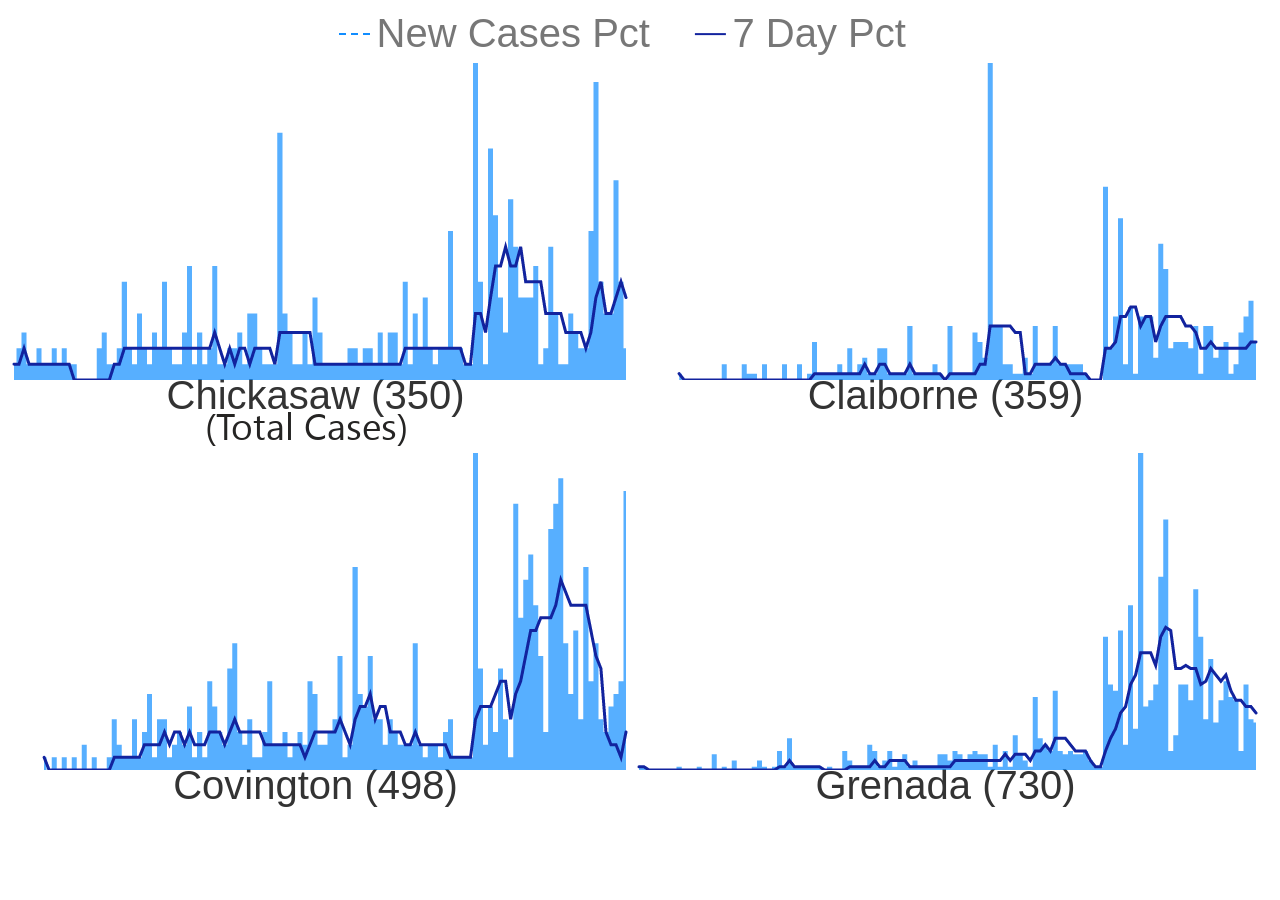 New Cases Pct 7 Day Pct
Chickasaw (350)
(Total Cases)
Claiborne (359)
Covington (498)
Grenada (730)